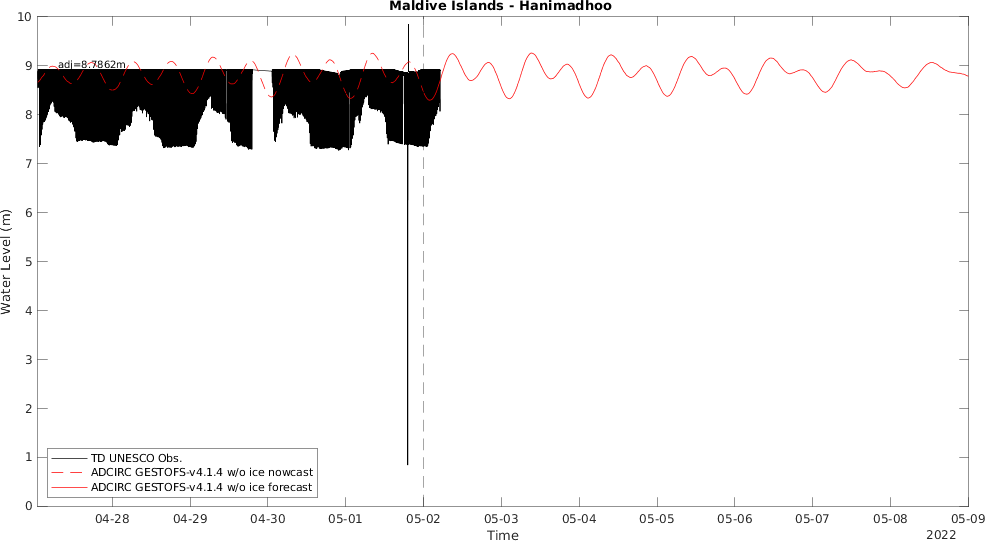 Maldive Islands - Hanimadhoo
10
9
8
7
6
5
4
3
2
1
0
Water Level (m)
adj=8.7862m
TD UNESCO Obs.
ADCIRC GESTOFS-v4.1.4 w/o ice nowcast
ADCIRC GESTOFS-v4.1.4 w/o ice forecast
04-28 04-29 04-30 05-01 05-02 05-03 05-04 05-05 05-06 05-07 05-08 05-09
Time
2022